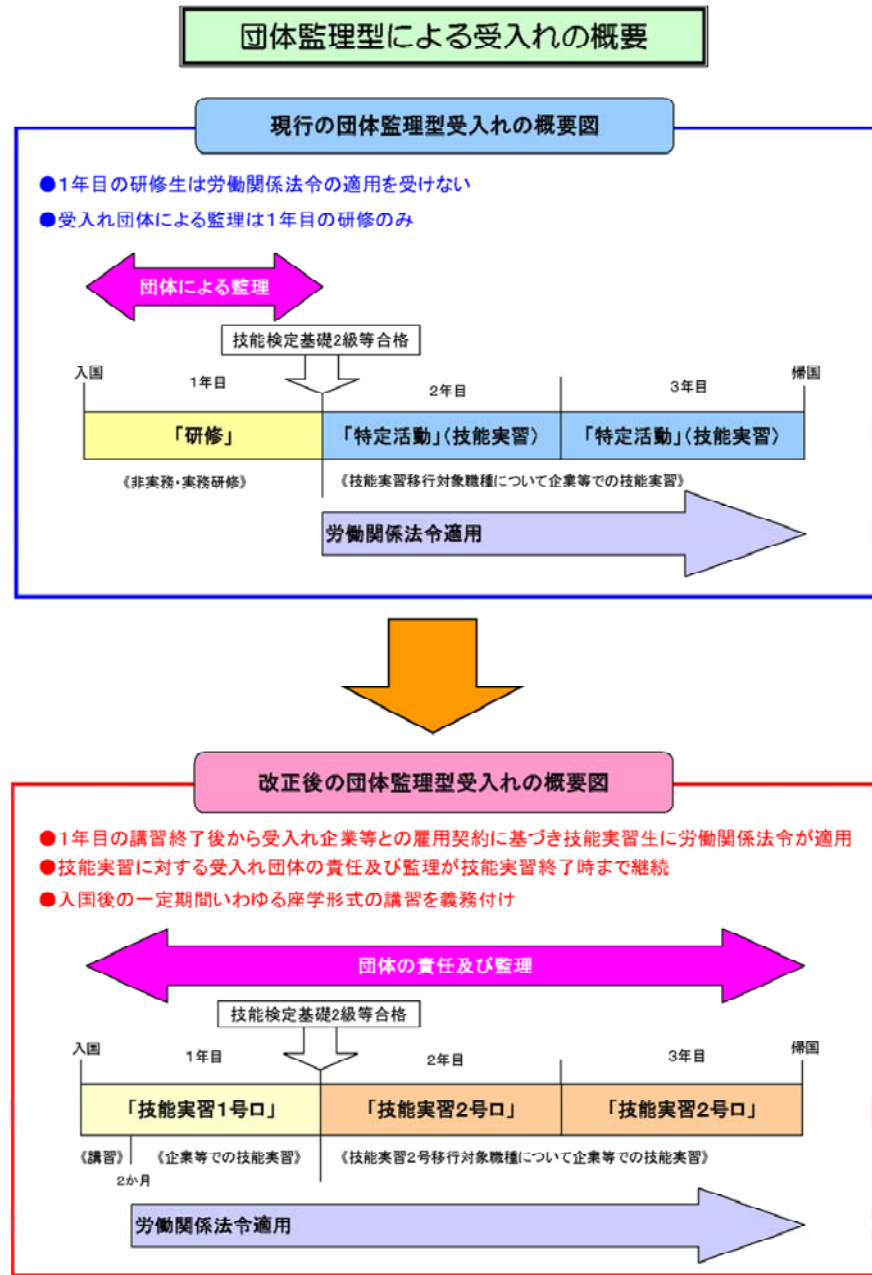 団体監理型による受入れの概要
現行の団体監理型受入れの概要図
●1年目の研修生は労働関係法令の適用を受けない
●受入れ団体による監理は1年目の研修のみ
団体による監理
技能検定基礎2級等合格
入国
1年目
2年目
3年目
帰国
「研修」
「特定活動」〈技能実習〉
「特定活動」〈技能実習〉
《非実務・実務研修》
《技能実習移行対象職種について企業等での技能実習》
労働関係法令適用
改正後の団体監理型受入れの概要図
●1年目の講習終了後から受入れ企業等との雇用契約に基づき技能実習生に労働関係法令が適用
●技能実習に対する受入れ団体の責任及び監理が技能実習終了時まで継続
●入国後の一定期間いわゆる座学形式の講習を義務付け
団体の責任及び監理
技能検定基礎2級等合格
入国
1年目
2年目
3年目
帰国
「技能実習1号ロ」
「技能実習2号ロ」
「技能実習2号ロ」
《講習》
《企業等での技能実習》
《技能実習2号移行対象職種について企業等での技能実習》
2か月
労働関係法令適用